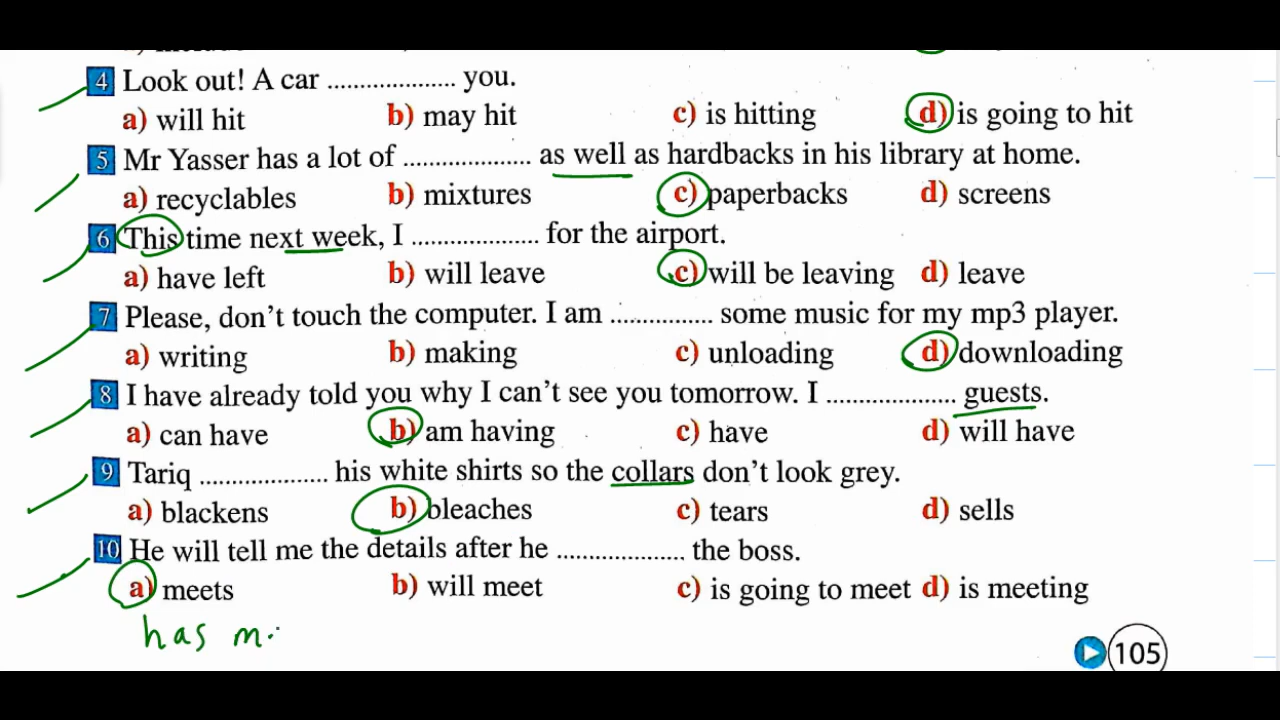 4 Look out! A car .................... you.
a) will hit b) may hit c) is hitting d) is going to hit
5 Mr Yasser has a lot of .................... as well as hardbacks in his library at home.
a) recyclables b) mixtures c) paperbacks d) screens
6 This time next week, I .................... for the airport.
a) have left b) will leave c) will be leaving d) leave
7 Please, don't touch the computer. I am ................ some music for my mp3 player.
a) writing b) making c) unloading d) downloading
8 I have already told you why I can't see you tomorrow. I .................... guests.
a) can have b) am having c) have d) will have
9 Tariq .................... his white shirts so the collars don't look grey.
a) blackens b) bleaches c) tears d) sells
10 He will tell me the details after he .................... the boss.
a) meets b) will meet c) is going to meet d) is meeting
has m
105